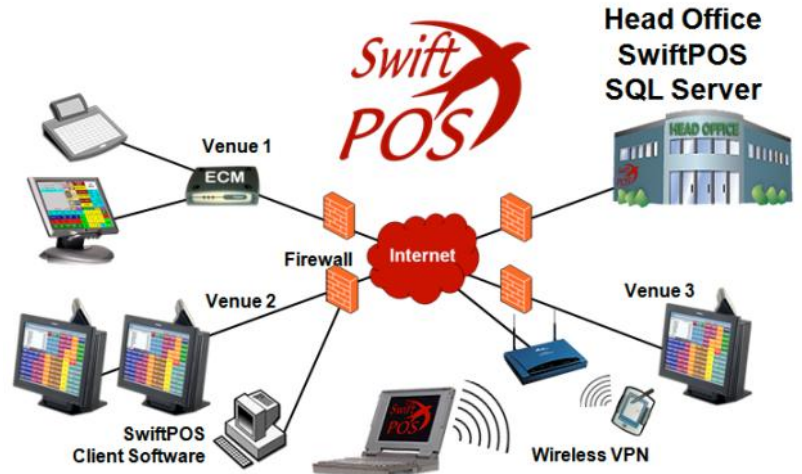 Swift
POS
Head Office
SwiftPOS
SQL Server
HEAD OFFICE
Venue 1
ECM
Internet
Firewall
Venue 2
Venue 3
SwiftPOS
Client Software
Swift
POS
Wireless VPN